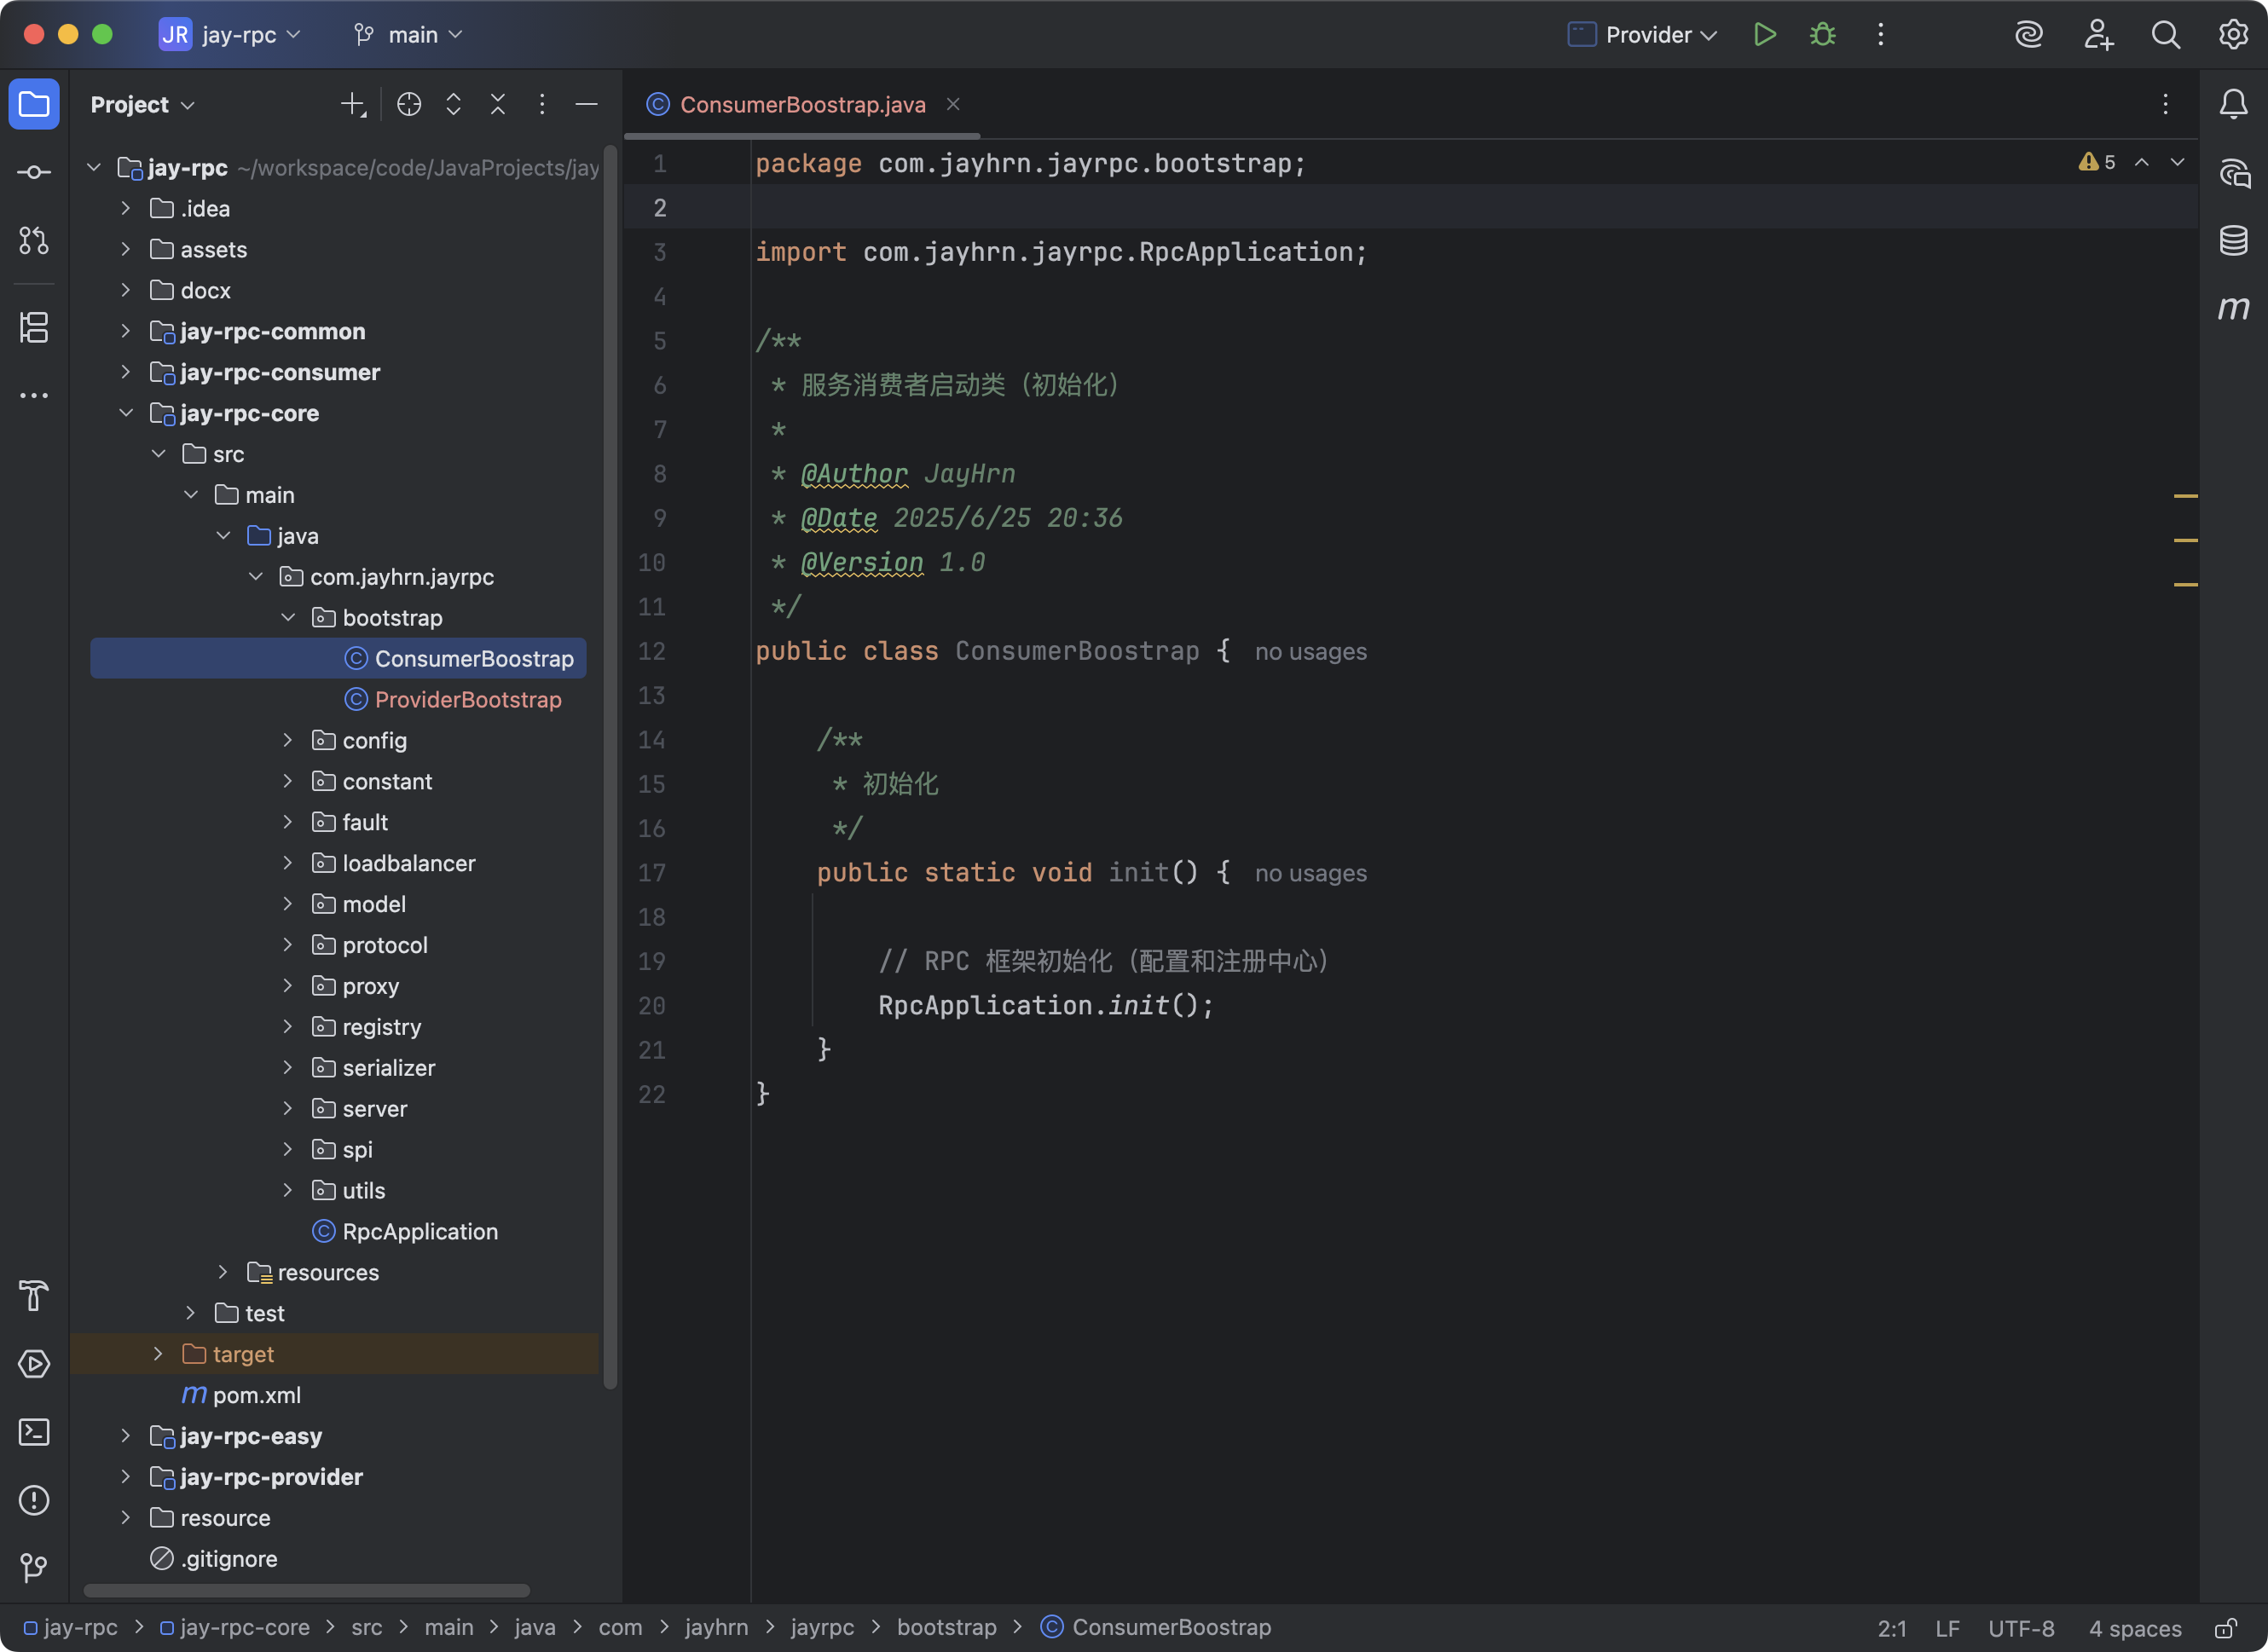 JR jay-rpc main Provider
Project
ConsumerBoostrap.java
jay-rpc ~/workspace/code/JavaProjects/jay
.idea
assets
docx
jay-rpc-common
jay-rpc-consumer
jay-rpc-core
src
main
java
com.jayhrn.jayrpc
bootstrap
ConsumerBoostrap
ProviderBootstrap
config
constant
fault
loadbalancer
model
protocol
proxy
registry
serializer
server
spi
utils
RpcApplication
resources
test
target
m pom.xml
jay-rpc-easy
jay-rpc-provider
resource
.gitignore
1 package com.jayhrn.jayrpc.bootstrap;
2
3 import com.jayhrn.jayrpc.RpcApplication;
4
5 /**
6 * 服务消费者启动类（初始化）
7 *
8 * @Author JayHrn
9 * @Date 2025/6/25 20:36
10 * @Version 1.0
11 */
12 public class ConsumerBoostrap { no usages
13
14 /**
15 * 初始化
16 */
17 public static void init() { no usages
18
19 // RPC 框架初始化（配置和注册中心）
20 RpcApplication.init();
21 }
22 }
5
m
jay-rpc > jay-rpc-core > src > main > java > com > jayhrn > jayrpc > bootstrap > ConsumerBoostrap
2:1 LF UTF-8 4 spaces